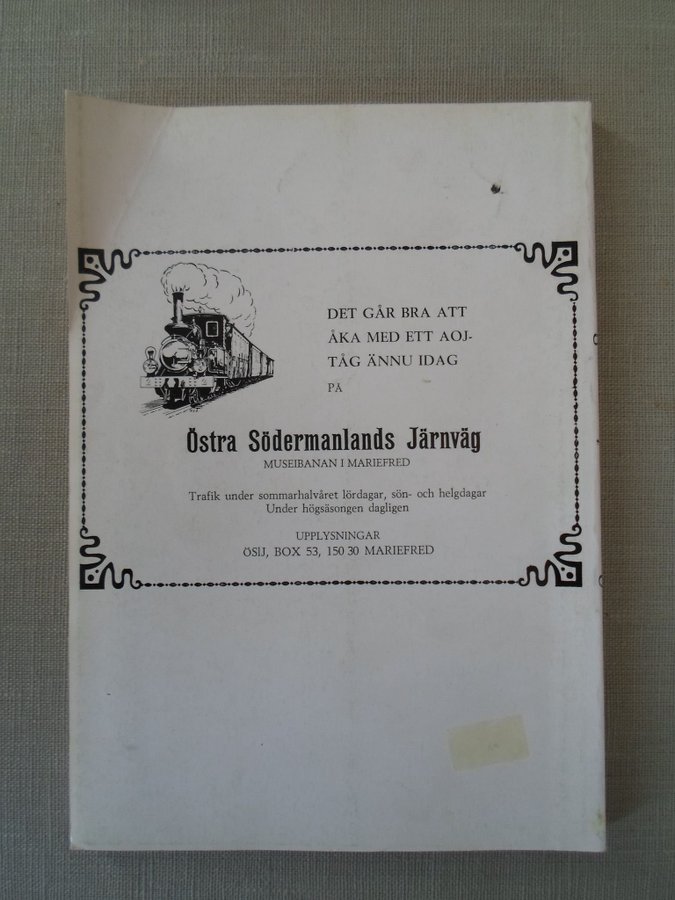 DET GÅR BRA ATT
ÅKA MED ETT AOJ-
TÅG ÄNNU IDAG
PÅ
Östra Södermanlands Järnväg
MUSEIBANAN I MARIEFRED
Trafik under sommarhalvåret lördagar, sön- och helgdagar
Under högsäsongen dagligen
UPPLYSNINGAR
ÖSlJ, BOX 53, 150 30 MARIEFRED